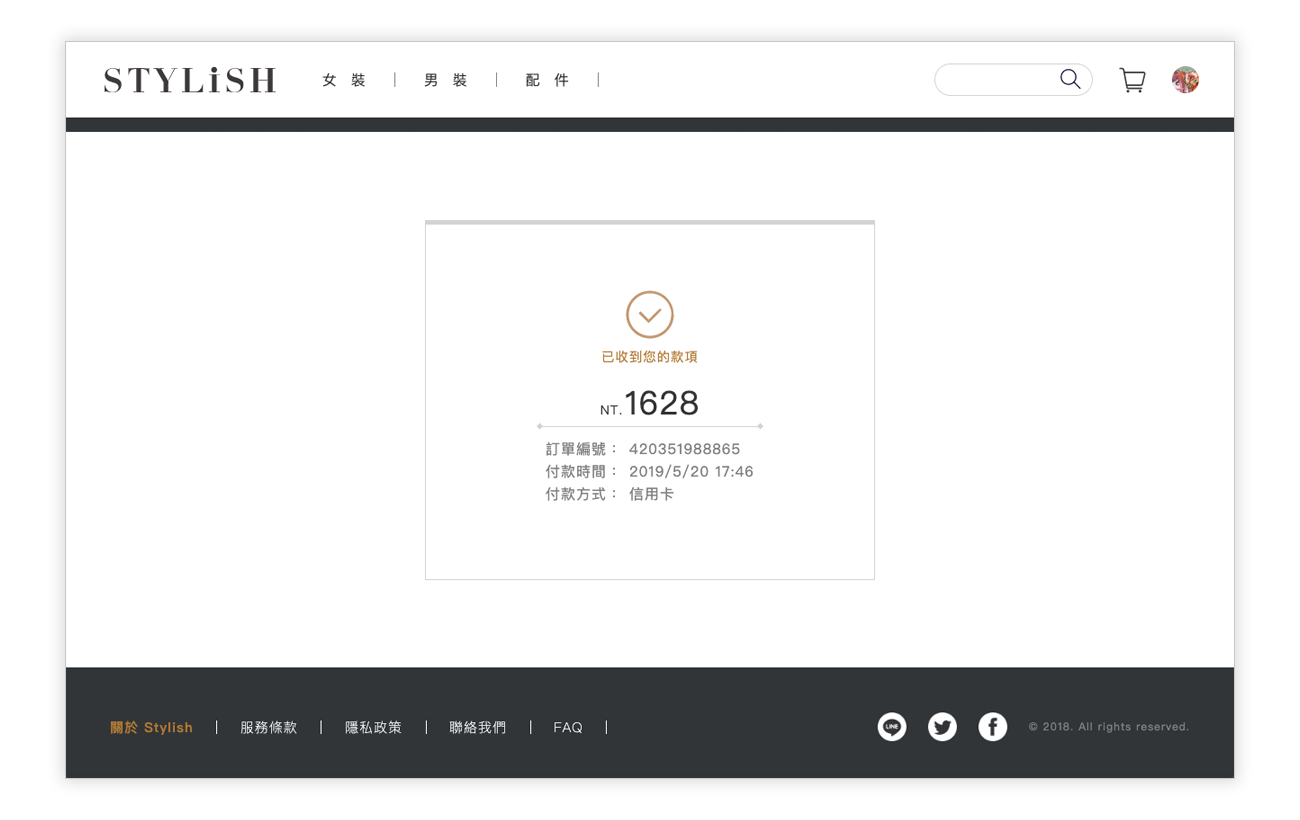 STYLiSH 女裝 | 男裝 | 配件 |
已收到您的款項
NT.1628
訂單編號： 420351988865
付款時間： 2019/5/20 17:46
付款方式： 信用卡
關於 Stylish | 服務條款 | 隱私政策 | 聯絡我們 | FAQ | LINE © 2018. All rights reserved.